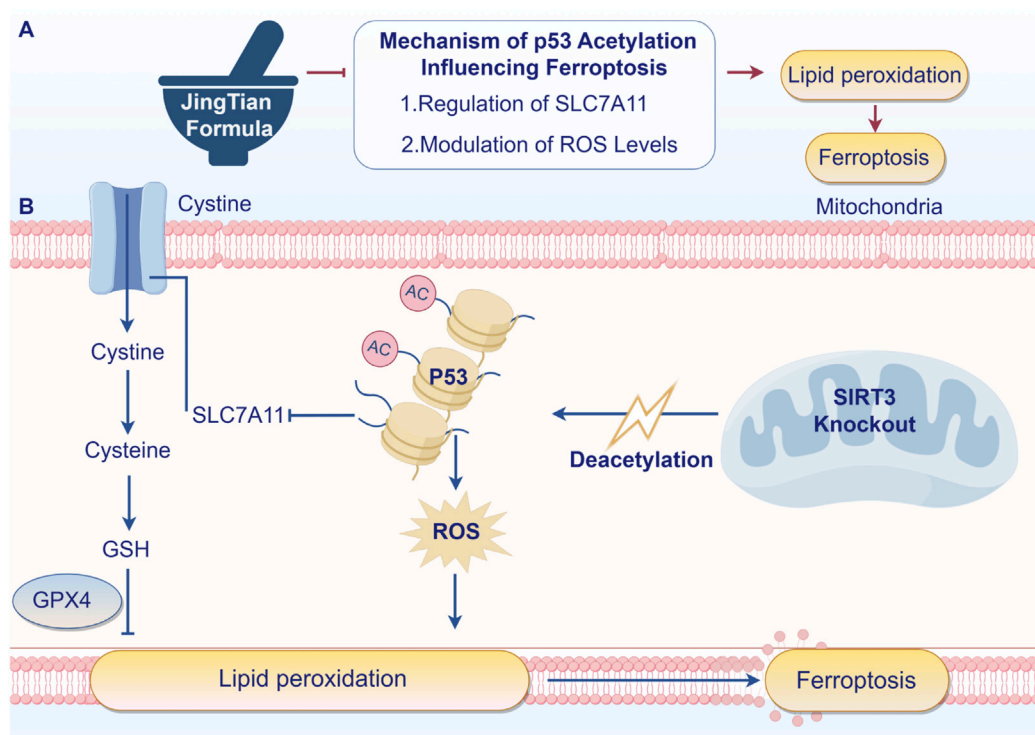 A
JingTian
Formula
Mechanism of p53 Acetylation
Influencing Ferroptosis
1.Regulation of SLC7A11
2.Modulation of ROS Levels
Lipid peroxidation
Ferroptosis
Mitochondria
B
Cystine
AC
AC
P53
Cystine
SLC7A11
Cysteine
GSH
GPX4
ROS
Deacetylation
SIRT3
Knockout
Lipid peroxidation
Ferroptosis